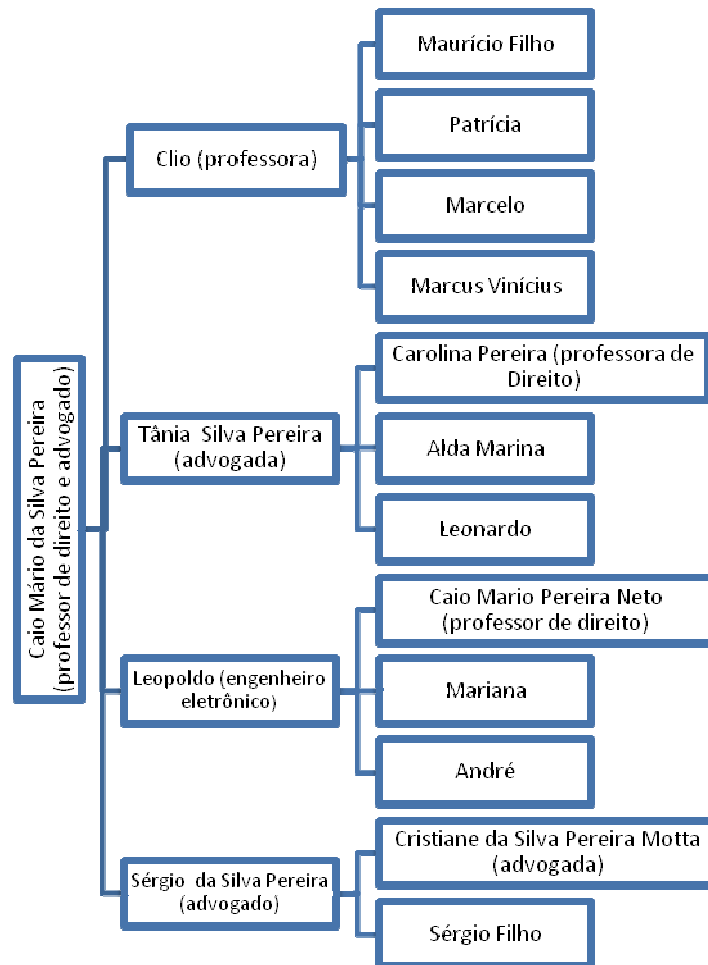 Caio Mário da Silva Pereira
(professor de direito e advogado)
Clio (professora)
Maurício Filho
Patrícia
Marcelo
Marcus Vinícius
Tânia Silva Pereira
(advogada)
Carolina Pereira (professora de
Direito)
Alda Marina
Leonardo
Leopoldo (engenheiro
eletrônico)
Caio Mario Pereira Neto
(professor de direito)
Mariana
André
Sérgio da Silva Pereira
(advogado)
Cristiane da Silva Pereira Motta
(advogada)
Sérgio Filho